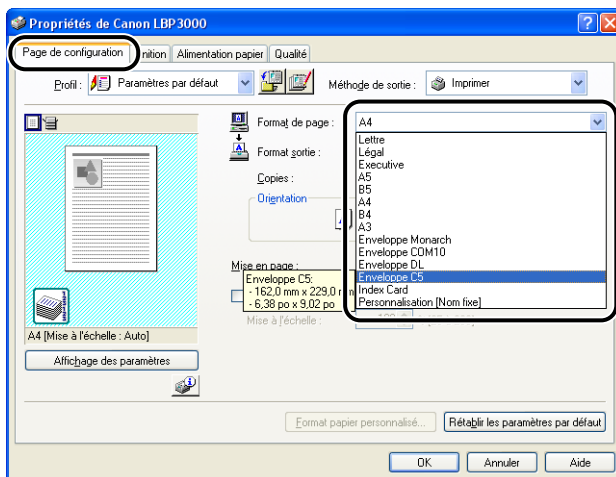 Propriétés de Canon LBP3000
Page de configuration nition Alimentation papier Qualité
Profil : Paramètres par défaut Méthode de sortie : Imprimer
Format de page : A4
Format sortie :
Copies :
Orientation
Lettre
Légal
Executive
A5
B5
A4
B4
A3
Enveloppe Monarch
Enveloppe COM10
Enveloppe DL
Enveloppe C5
Index Card
Personnalisation [Nom fixe]
Mise en page :
Enveloppe C5:
- 162,0 mm x 229,0
- 6,38 po x 9,02 po
Mise à l'échelle :
A4 [Mise à l'échelle : Auto]
Affichage des paramètres
Format papier personnalisé... Rétablir les paramètres par défaut
OK Annuler Aide